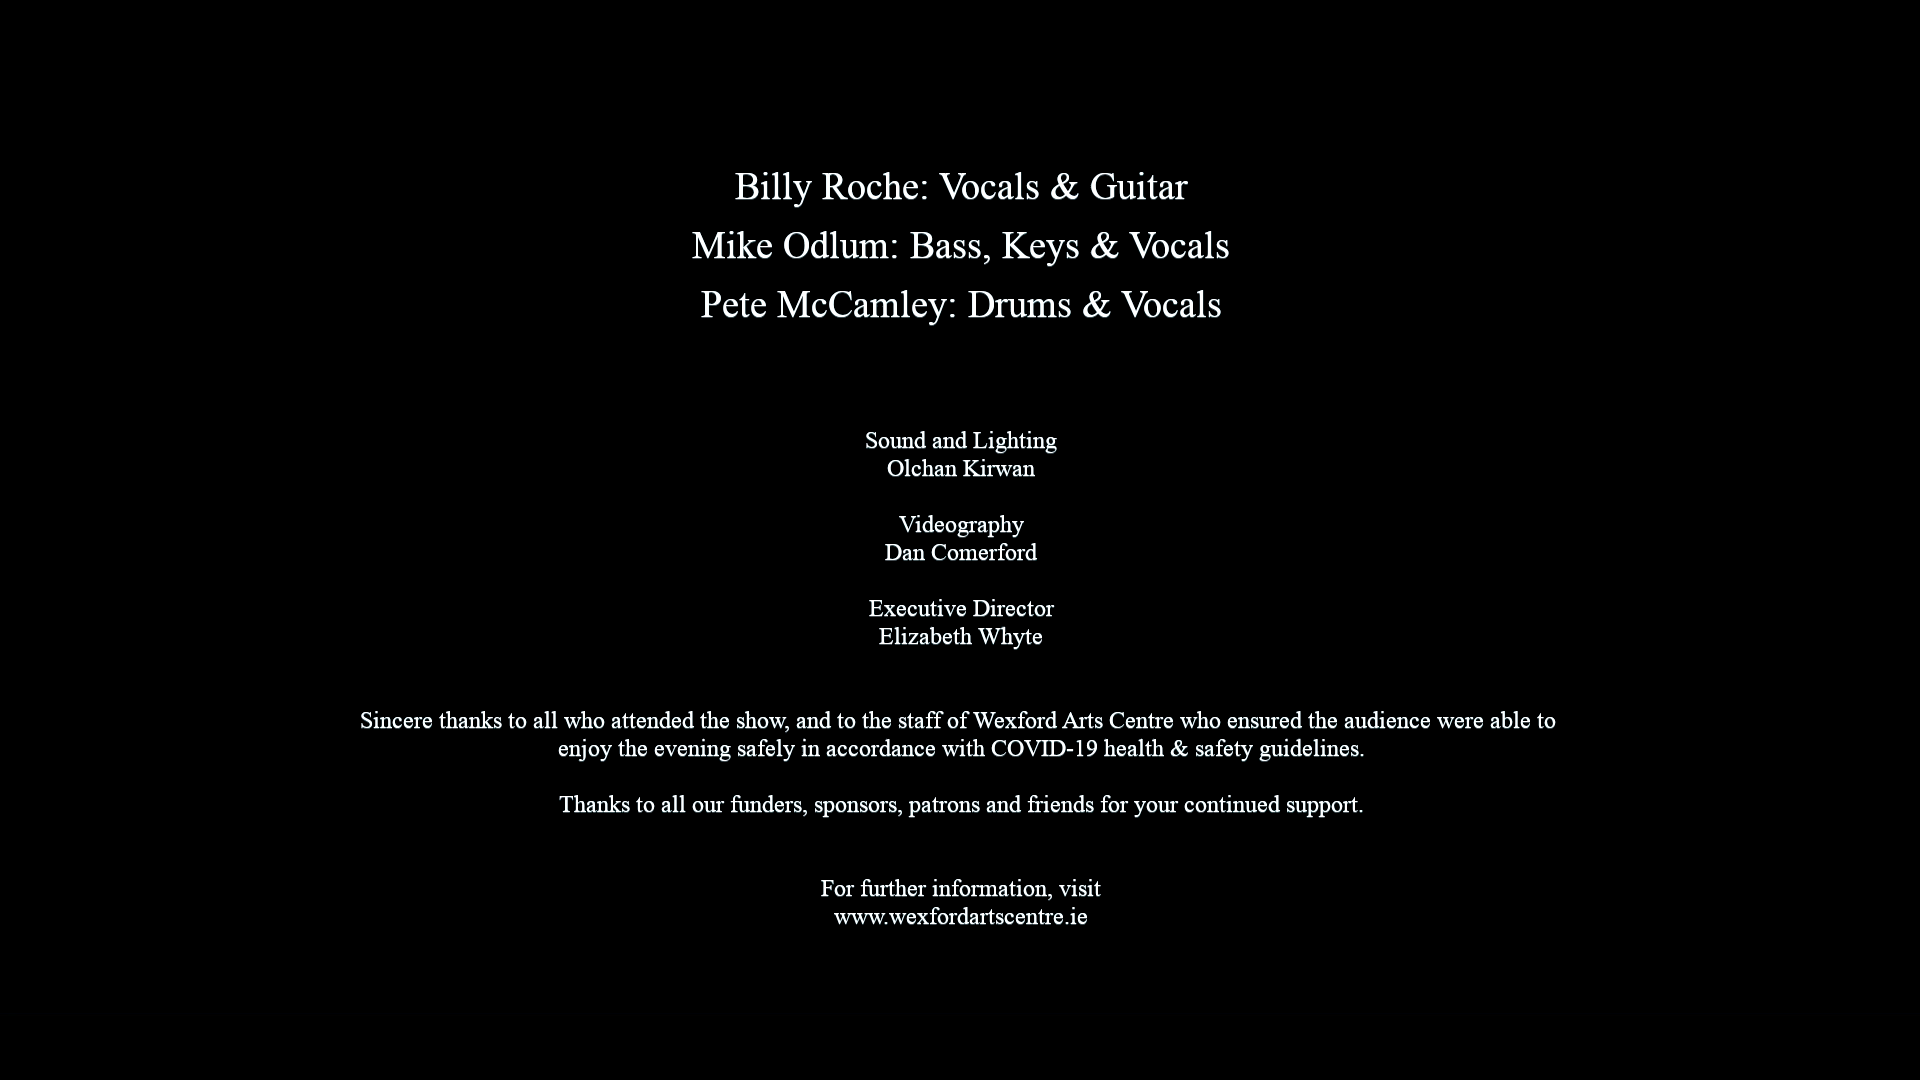 Billy Roche: Vocals & Guitar
Mike Odlum: Bass, Keys & Vocals
Pete McCamley: Drums & Vocals
Sound and Lighting
Olchan Kirwan
Videography
Dan Comerford
Executive Director
Elizabeth Whyte
Sincere thanks to all who attended the show, and to the staff of Wexford Arts Centre who ensured the audience were able to
enjoy the evening safely in accordance with COVID-19 health & safety guidelines.
Thanks to all our funders, sponsors, patrons and friends for your continued support.
For further information, visit
www.wexfordartscentre.ie